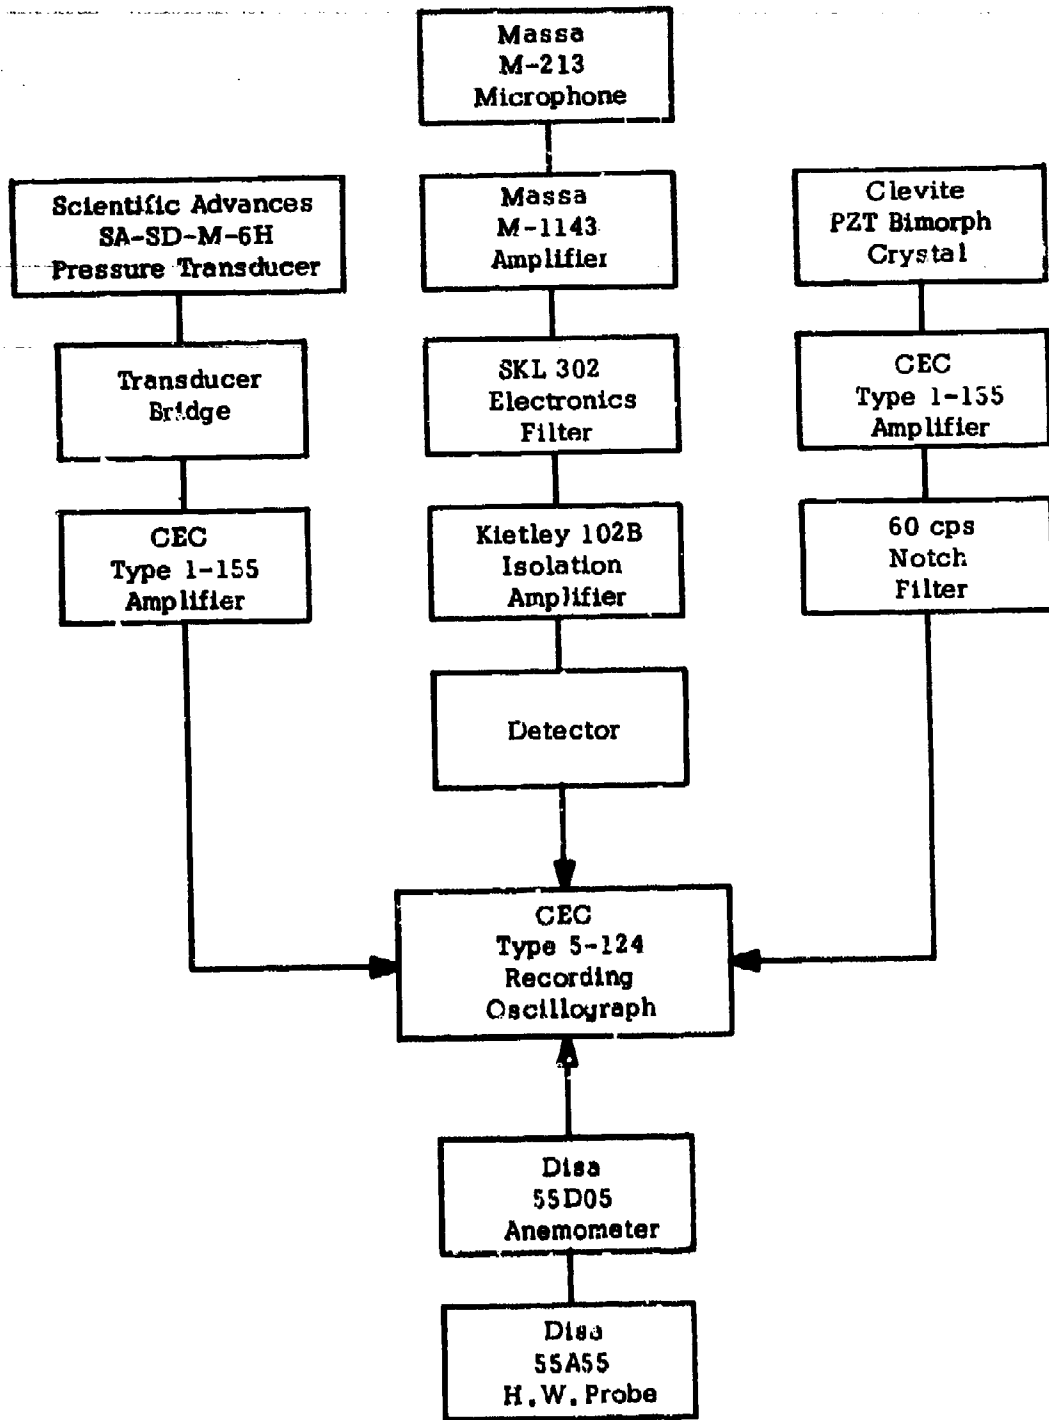 Massa
M-213
Microphone
Scientific Advances
SA-SD-M-6H
Pressure Transducer
Massa
M-1143
Amplifier
Clevite
PZT Bimorph
Crystal
Transducer
Bridge
SKL 302
Electronics
Filter
CEC
Type 1-155
Amplifier
CEC
Type 1-155
Amplifier
Kietley 102B
Isolation
Amplifier
60 cps
Notch
Filter
Detector
CEC
Type 5-124
Recording
Oscillograph
Disa
55D05
Anemometer
Disa
55A55
H.W. Probe